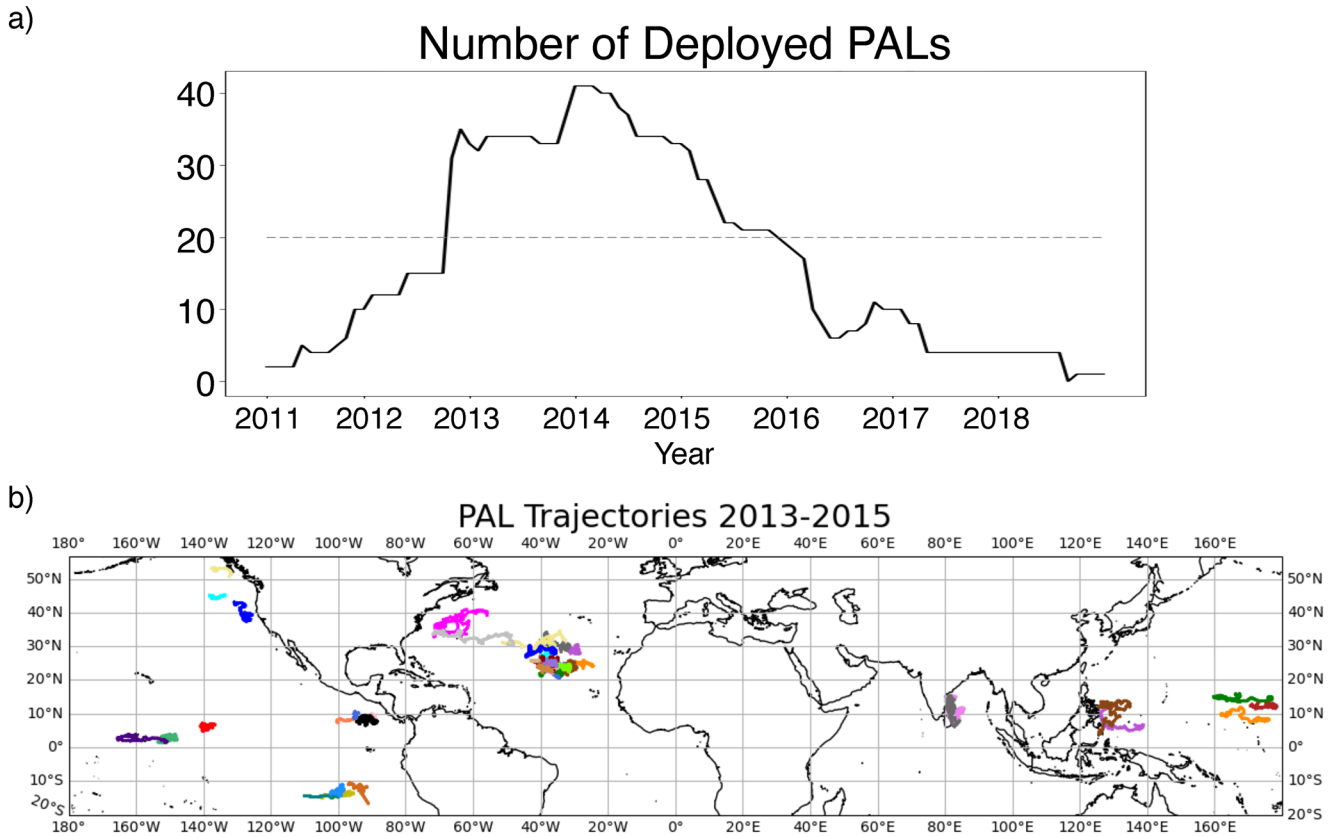 a)
Number of Deployed PALs
40
30
20
10
0
2011 2012 2013 2014 2015 2016 2017 2018
Year
b)
PAL Trajectories 2013-2015
180° 160°W 140°W 120°W 100°W 80°W 60°W 40°W 20°W 0° 20°E 40°E 60°E 80°E 100°E 120°E 140°E 160°E
50°N 50°N
40°N 40°N
30°N 30°N
20°N 20°N
10°N 10°N
0° 0°
10°S 10°S
20°S 20°S
180° 160°W 140°W 120°W 100°W 80°W 60°W 40°W 20°W 0° 20°E 40°E 60°E 80°E 100°E 120°E 140°E 160°E